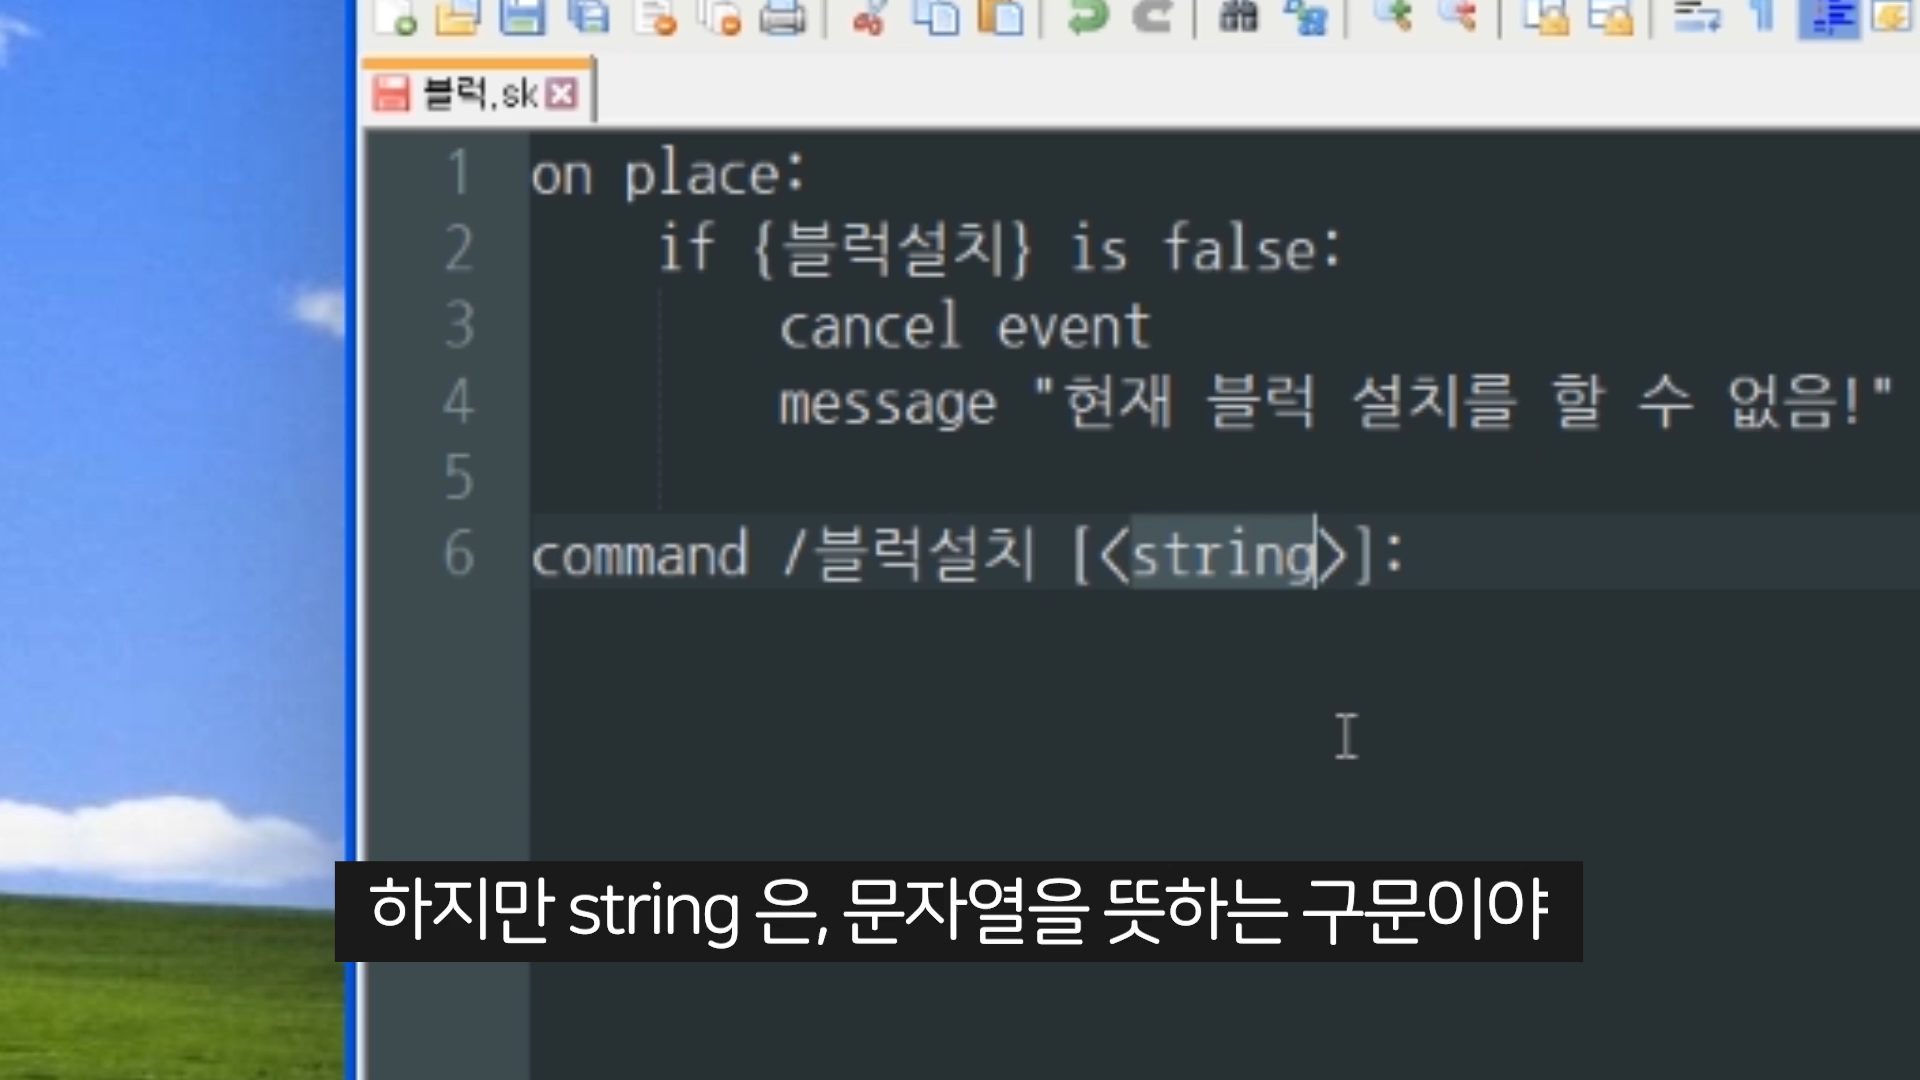 블럭.sk
1 on place:
2 if {블럭설치} is false:
3 cancel event
4 message "현재 블럭 설치를 할 수 없음!"
5
6 command /블럭설치 [<string>]:
하지만 string 은, 문자열을 뜻하는 구문이야